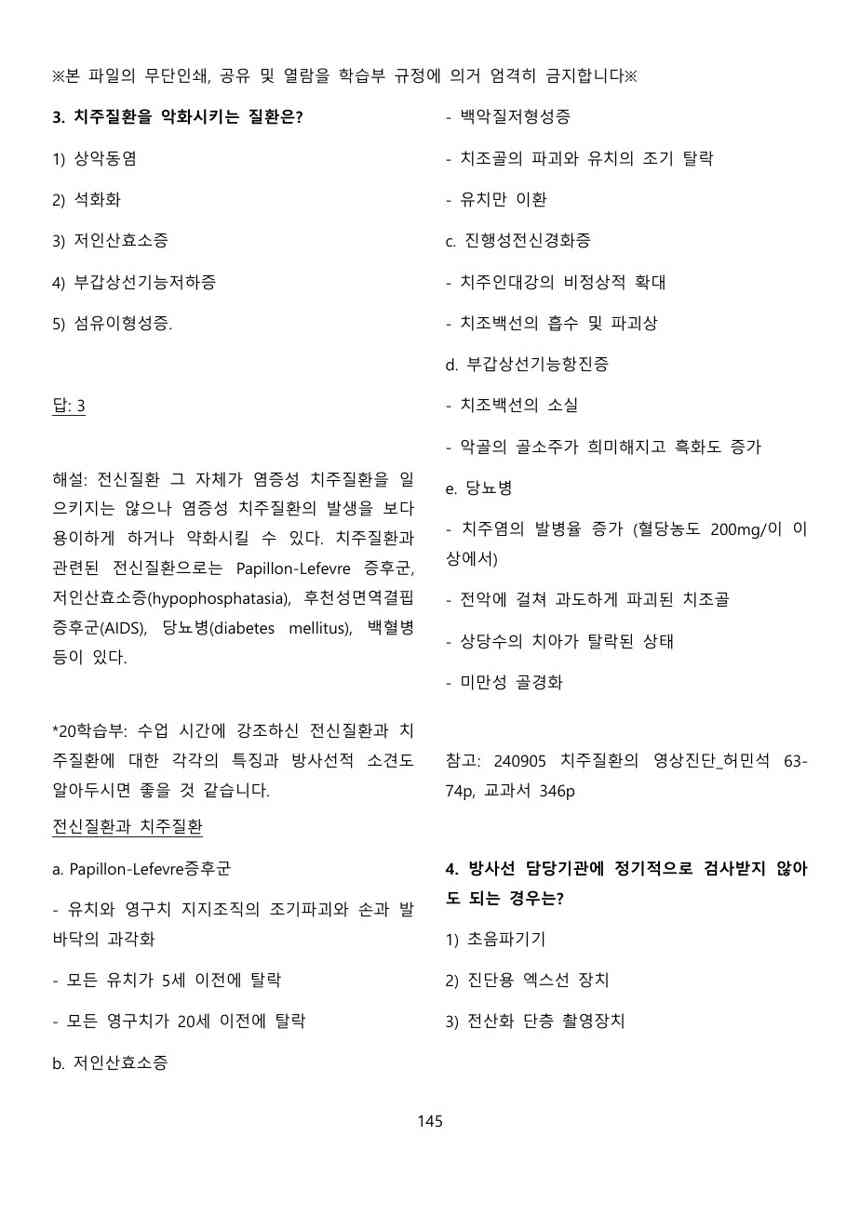 ※본 파일의 무단인쇄, 공유 및 열람을 학습부 규정에 의거 엄격히 금지합니다※
3. 치주질환을 악화시키는 질환은?
1) 상악동염
2) 석회화
3) 저인산효소증
4) 부갑상선기능저하증
5) 섬유이형성증.
답: 3
해설: 전신질환 그 자체가 염증성 치주질환을 일
으키지는 않으나 염증성 치주질환의 발생을 보다
용이하게 하거나 악화시킬 수 있다. 치주질환과
관련된 전신질환으로는 Papillon-Lefevre 증후군,
저인산효소증(hypophosphatasia), 후천성면역결핍
증후군(AIDS), 당뇨병(diabetes mellitus), 백혈병
등이 있다.
*20학습부: 수업 시간에 강조하신 전신질환과 치
주질환에 대한 각각의 특징과 방사선적 소견도
알아두시면 좋을 것 같습니다.
전신질환과 치주질환
a. Papillon-Lefevre증후군
- 유치와 영구치 지지조직의 조기파괴와 손과 발
바닥의 과각화
- 모든 유치가 5세 이전에 탈락
- 모든 영구치가 20세 이전에 탈락
b. 저인산효소증
- 백악질저형성증
- 치조골의 파괴와 유치의 조기 탈락
- 유치만 이환
c. 진행성전신경화증
- 치주인대강의 비정상적 확대
- 치조백선의 흡수 및 파괴상
d. 부갑상선기능항진증
- 치조백선의 소실
- 악골의 골소주가 희미해지고 흑화도 증가
e. 당뇨병
- 치주염의 발병율 증가 (혈당농도 200mg/이 이
상에서)
- 전악에 걸쳐 과도하게 파괴된 치조골
- 상당수의 치아가 탈락된 상태
- 미만성 골경화
참고: 240905 치주질환의 영상진단_허민석 63-
74p, 교과서 346p
4. 방사선 담당기관에 정기적으로 검사받지 않아
도 되는 경우는?
1) 초음파기기
2) 진단용 엑스선 장치
3) 전산화 단층 촬영장치
145